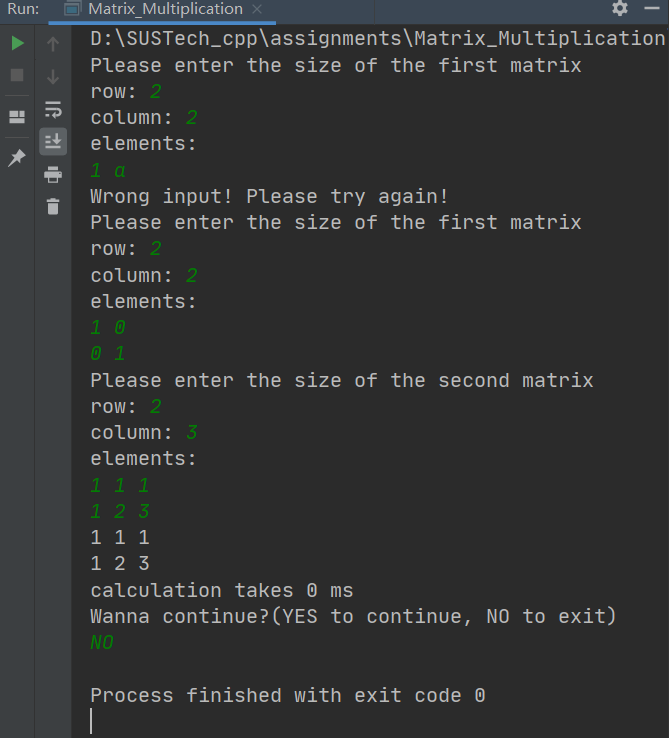 Run: Matrix_Multiplication
D:\SUSTech_cpp\assignments\Matrix_Multiplication
Please enter the size of the first matrix
row: 2
column: 2
elements:
1 a
Wrong input! Please try again!
Please enter the size of the first matrix
row: 2
column: 2
elements:
1 0
0 1
Please enter the size of the second matrix
row: 2
column: 3
elements:
1 1 1
1 2 3
1 1 1
1 2 3
calculation takes 0 ms
Wanna continue?(YES to continue, NO to exit)
NO
Process finished with exit code 0